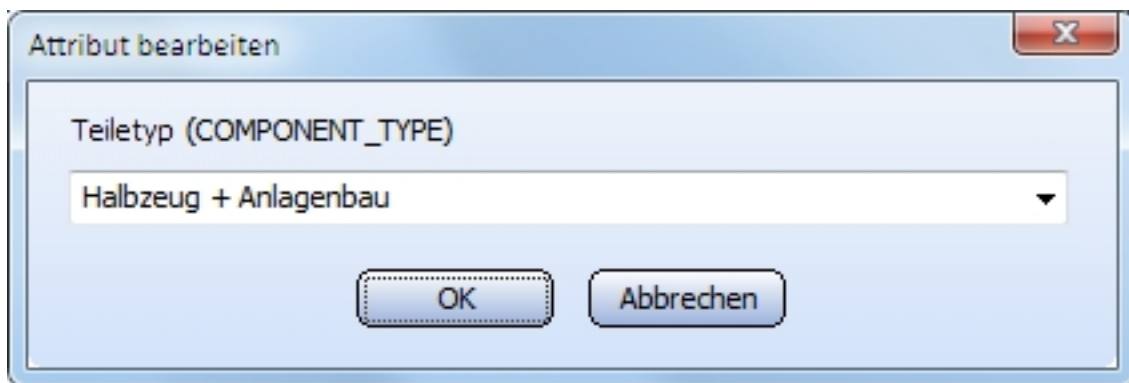 Attribut bearbeiten
Teiletyp (COMPONENT_TYPE)
Halbzeug + Anlagenbau
OK
Abbrechen